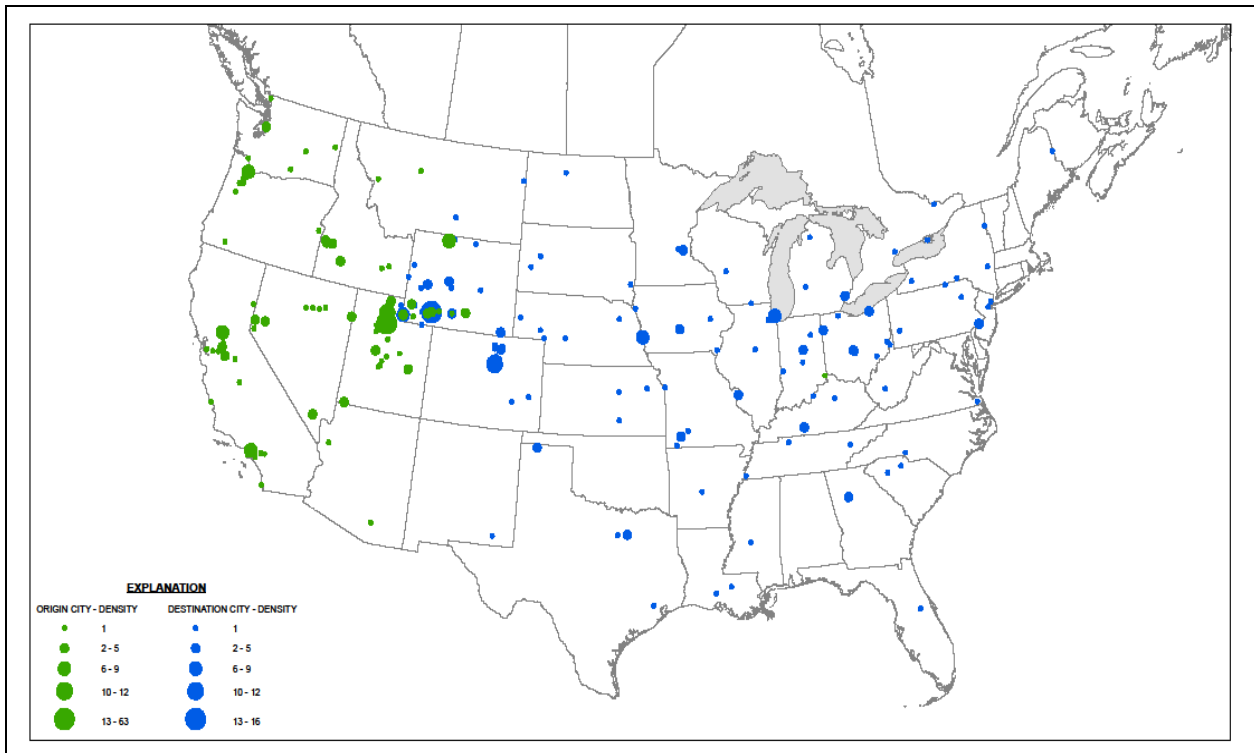 EXPLANATION
ORIGIN CITY - DENSITY DESTINATION CITY - DENSITY
1 1
2 - 5 2 - 5
6 - 9 6 - 9
10 - 12 10 - 12
13 - 63 13 - 16